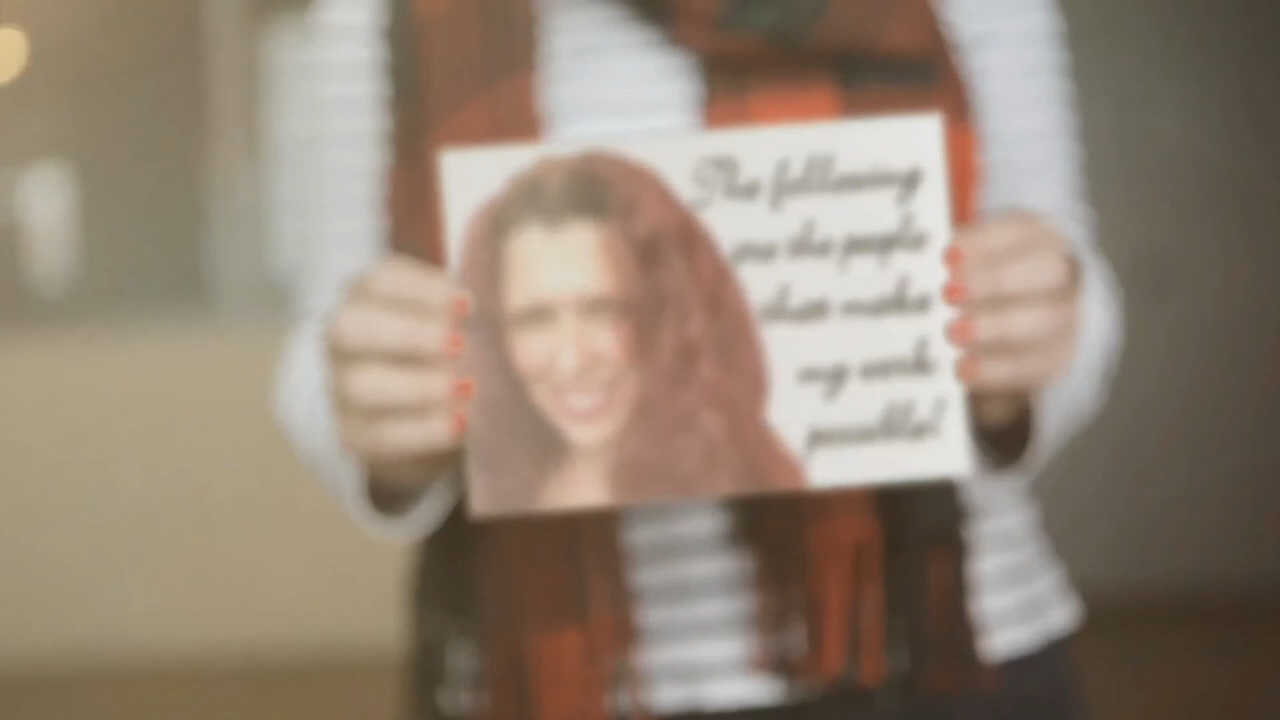 The following
are the people
that make
my work
possible!